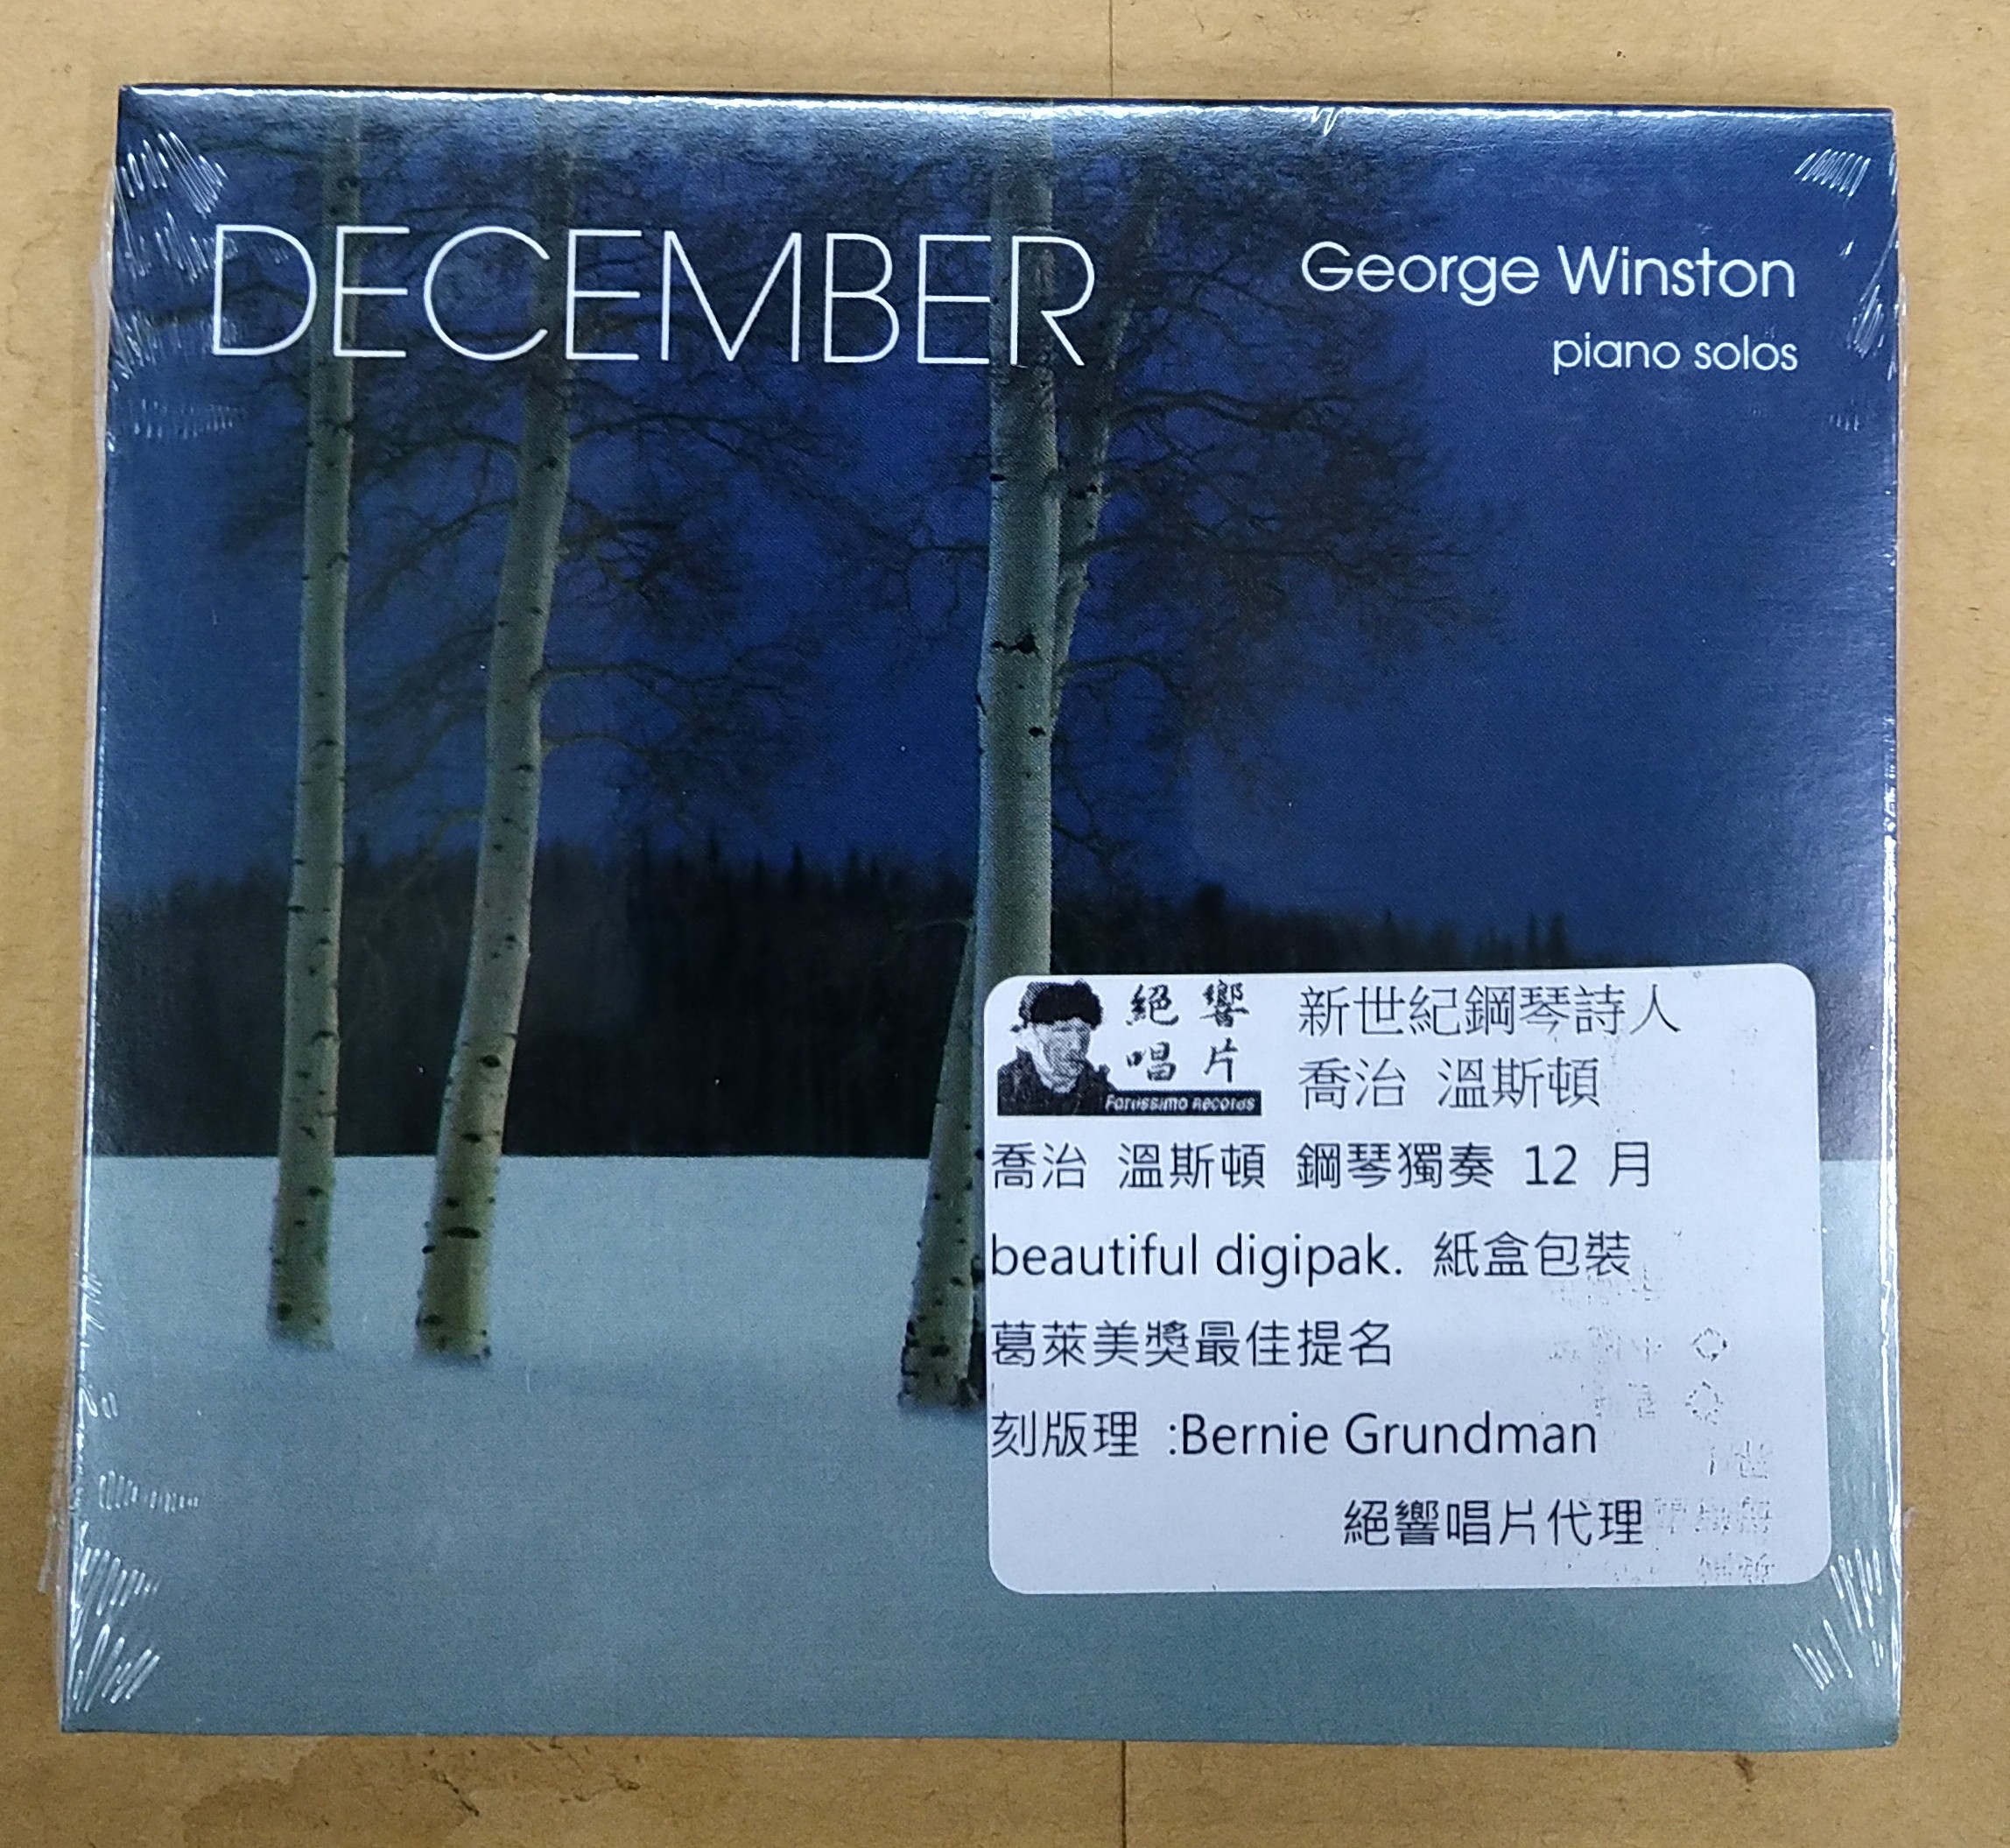 DECEMBER
George Winston
piano solos
絕響
唱片
Fortissimo Records
新世紀鋼琴詩人
喬治 溫斯頓
喬治 溫斯頓 鋼琴獨奏 12 月
beautiful digipak. 紙盒包裝
葛萊美獎最佳提名
刻版理 :Bernie Grundman
絕響唱片代理